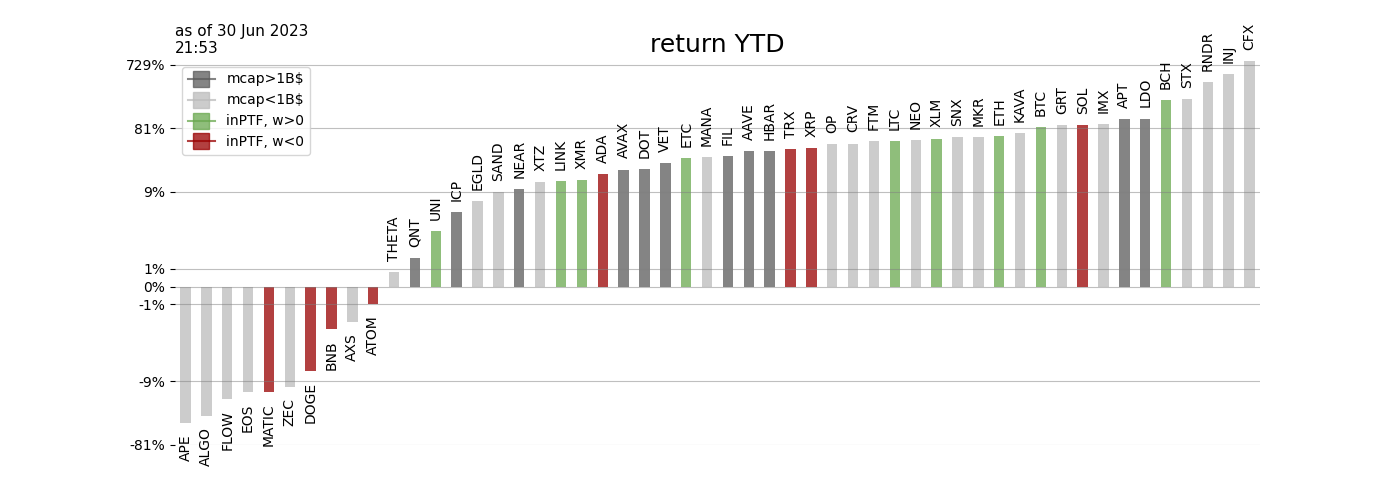 as of 30 Jun 2023
21:53
return YTD
729%
81%
9%
1%
0%
-1%
-9%
-81%
mcap>1B$
mcap<1B$
inPTF, w>0
inPTF, w<0
APE
ALGO
FLOW
EOS
MATIC
ZEC
DOGE
BNB
AXS
ATOM
THETA
QNT
UNI
ICP
EGLD
SAND
NEAR
XTZ
LINK
XMR
ADA
AVAX
DOT
VET
ETC
MANA
FIL
AAVE
HBAR
TRX
XRP
OP
CRV
FTM
LTC
NEO
XLM
SNX
MKR
ETH
KAVA
BTC
GRT
SOL
IMX
APT
LDO
BCH
STX
RNDR
INJ
CFX